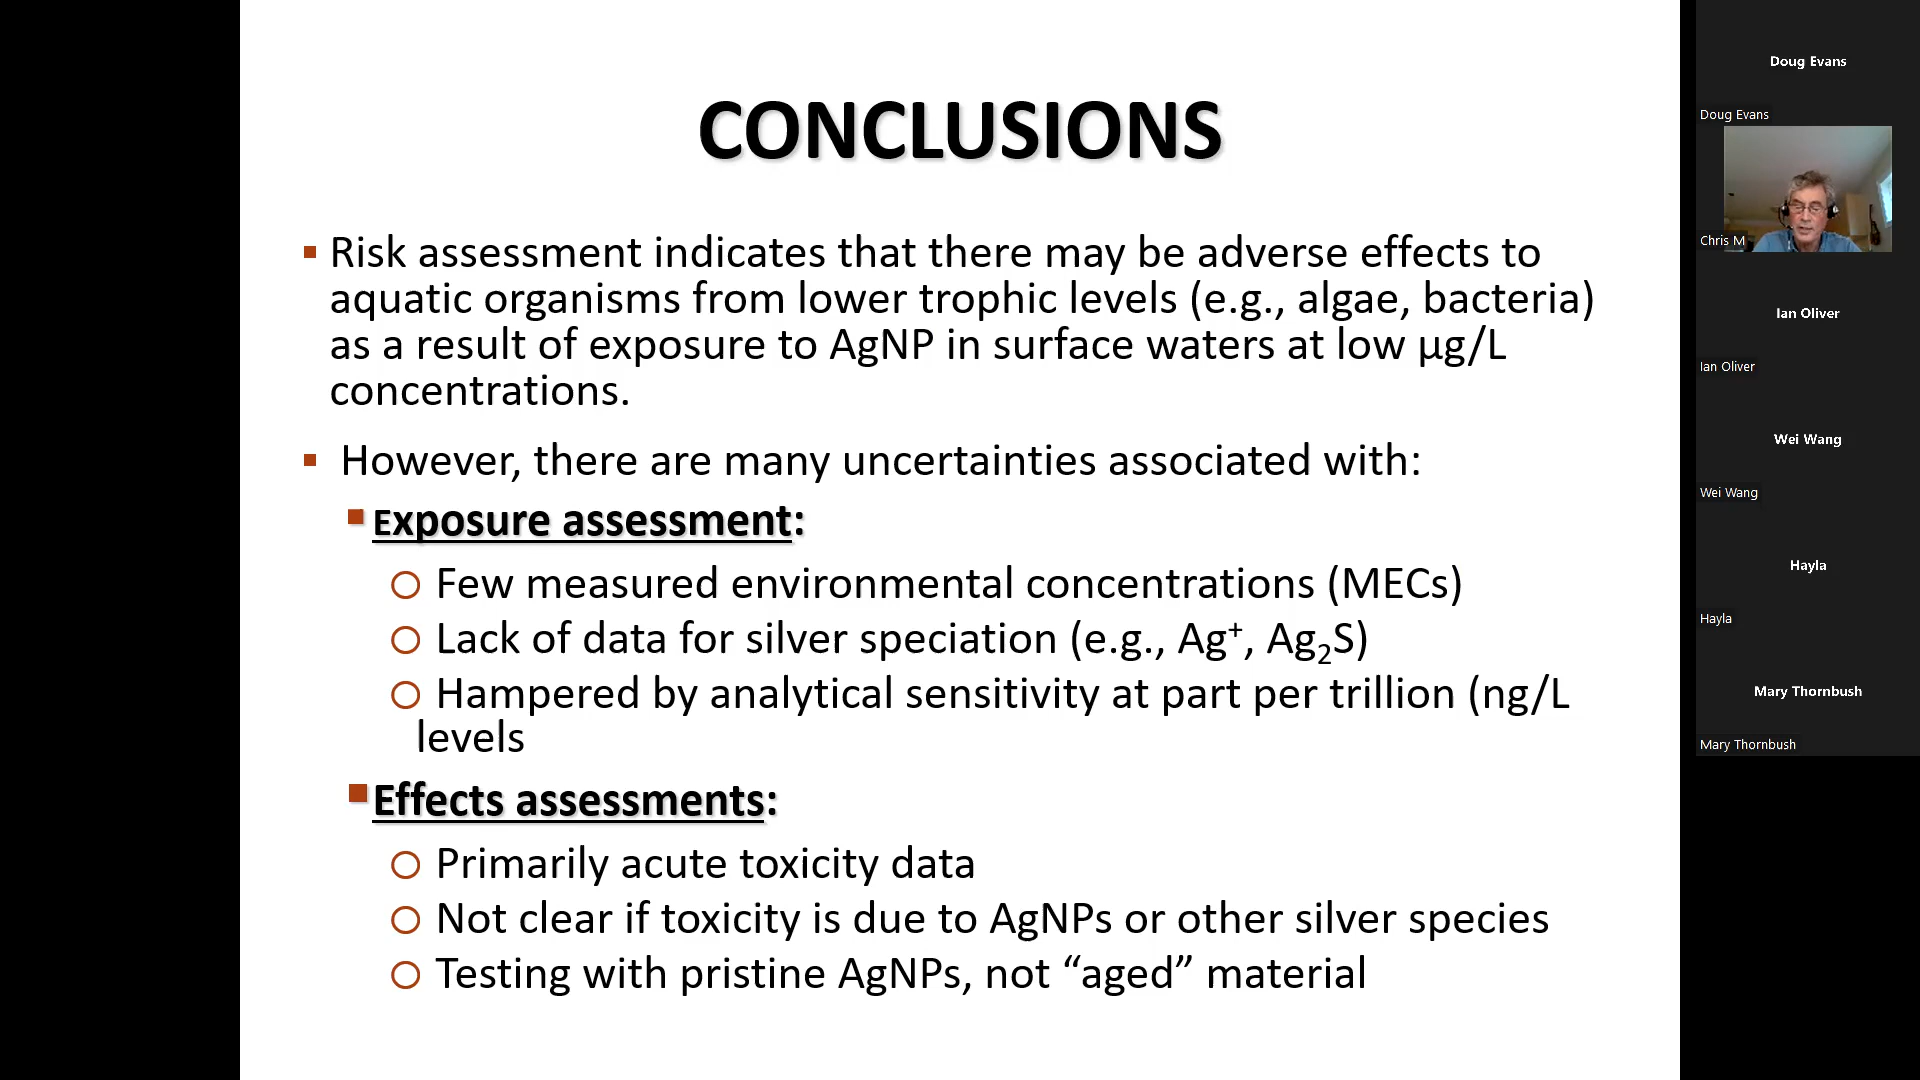 CONCLUSIONS
Risk assessment indicates that there may be adverse effects to
aquatic organisms from lower trophic levels (e.g., algae, bacteria)
as a result of exposure to AgNP in surface waters at low µg/L
concentrations.
However, there are many uncertainties associated with:
Exposure assessment:
Few measured environmental concentrations (MECs)
Lack of data for silver speciation (e.g., Ag⁺, Ag₂S)
Hampered by analytical sensitivity at part per trillion (ng/L
levels
Effects assessments:
Primarily acute toxicity data
Not clear if toxicity is due to AgNPs or other silver species
Testing with pristine AgNPs, not “aged” material
Doug Evans
Doug Evans
Chris M
Ian Oliver
Ian Oliver
Wei Wang
Wei Wang
Hayla
Hayla
Mary Thornbush
Mary Thornbush